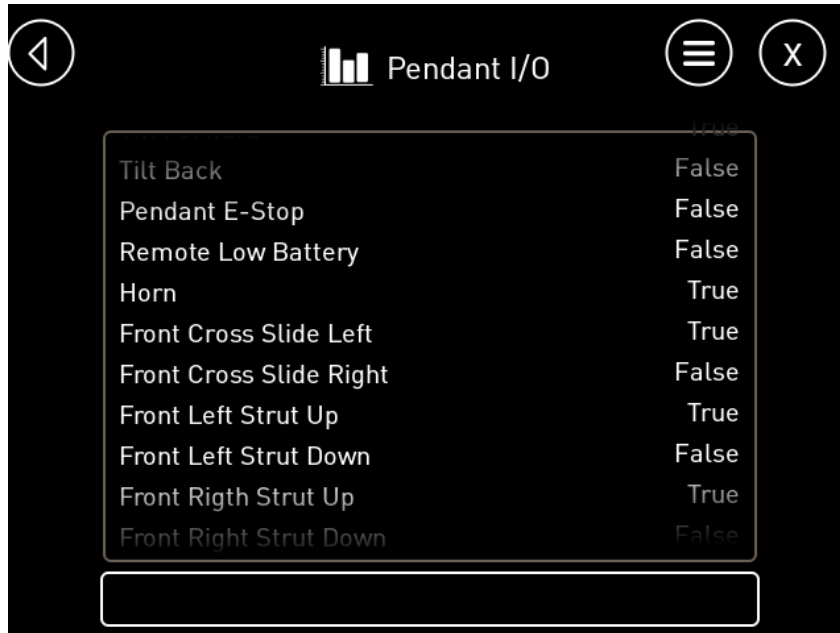 Pendant I/O
X
True
Tilt Back False
Pendant E-Stop False
Remote Low Battery False
Horn True
Front Cross Slide Left True
Front Cross Slide Right False
Front Left Strut Up True
Front Left Strut Down False
Front Rigth Strut Up True
Front Right Strut Down False